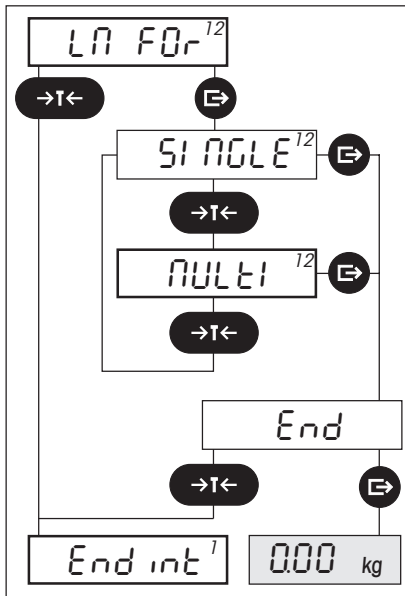 LN FOr 12
→T←
SINGLE 12
→T←
MULtI 12
→T←
End
→T←
End int 1
0.00 kg